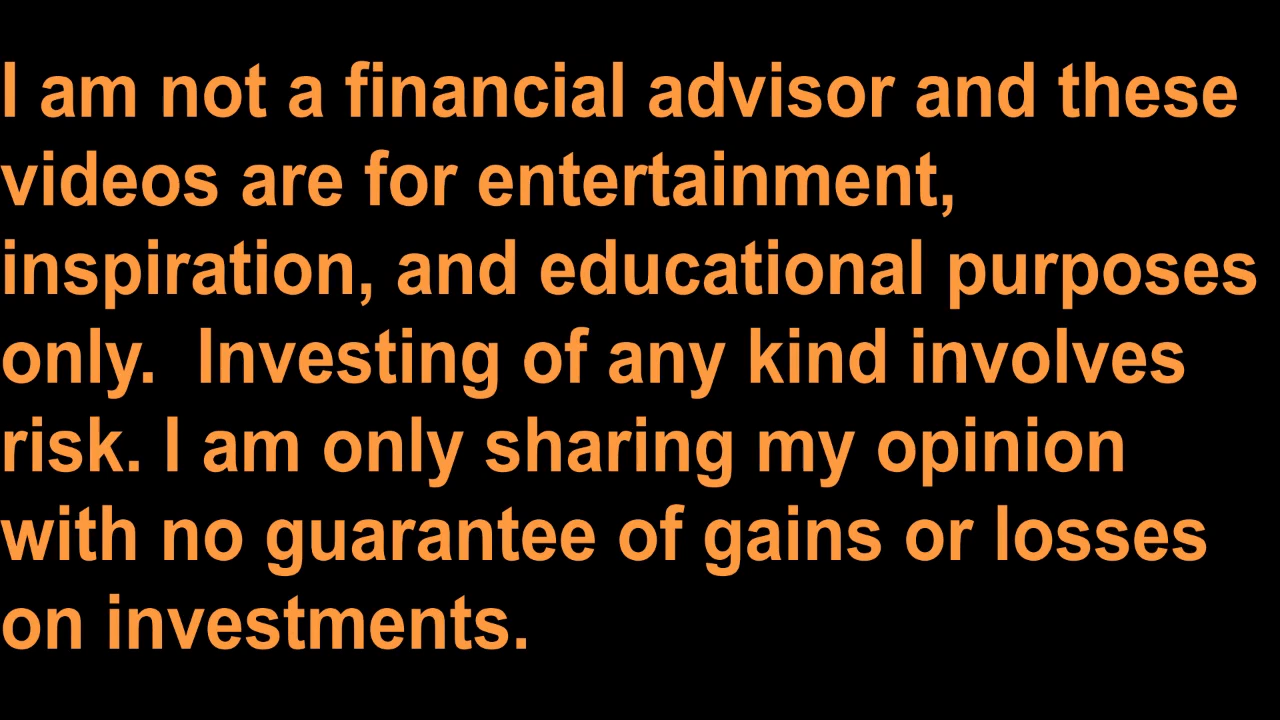 I am not a financial advisor and these
videos are for entertainment,
inspiration, and educational purposes
only.  Investing of any kind involves
risk. I am only sharing my opinion
with no guarantee of gains or losses
on investments.